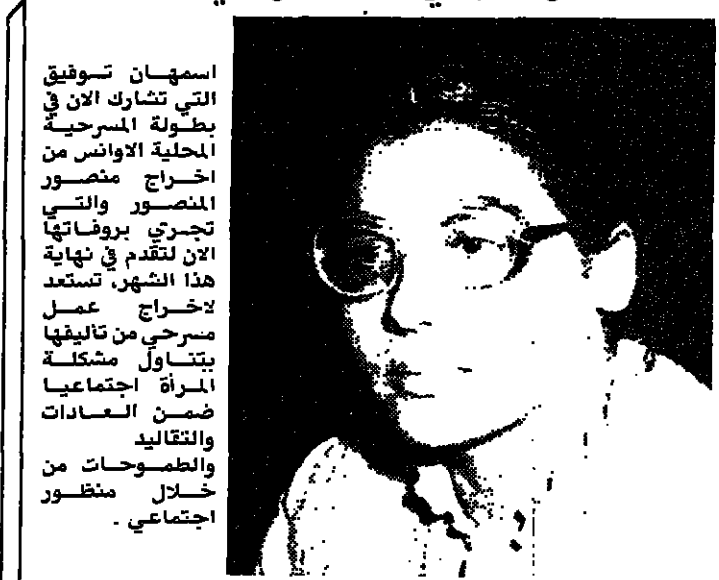 اسمهان توفيق
التي تشارك الان في
بطولة المسرحية
المحلية الاوانس من
اخراج منصور
المنصور والتي
تجري بروفاتها
الان لتقدم في نهاية
هذا الشهر، تستعد
لاخراج عمل
مسرحي من تأليفها
يتناول مشكلة
المرأة اجتماعيا
ضمن العادات
والتقاليد
والطموحات من
خلال منظور
اجتماعي .